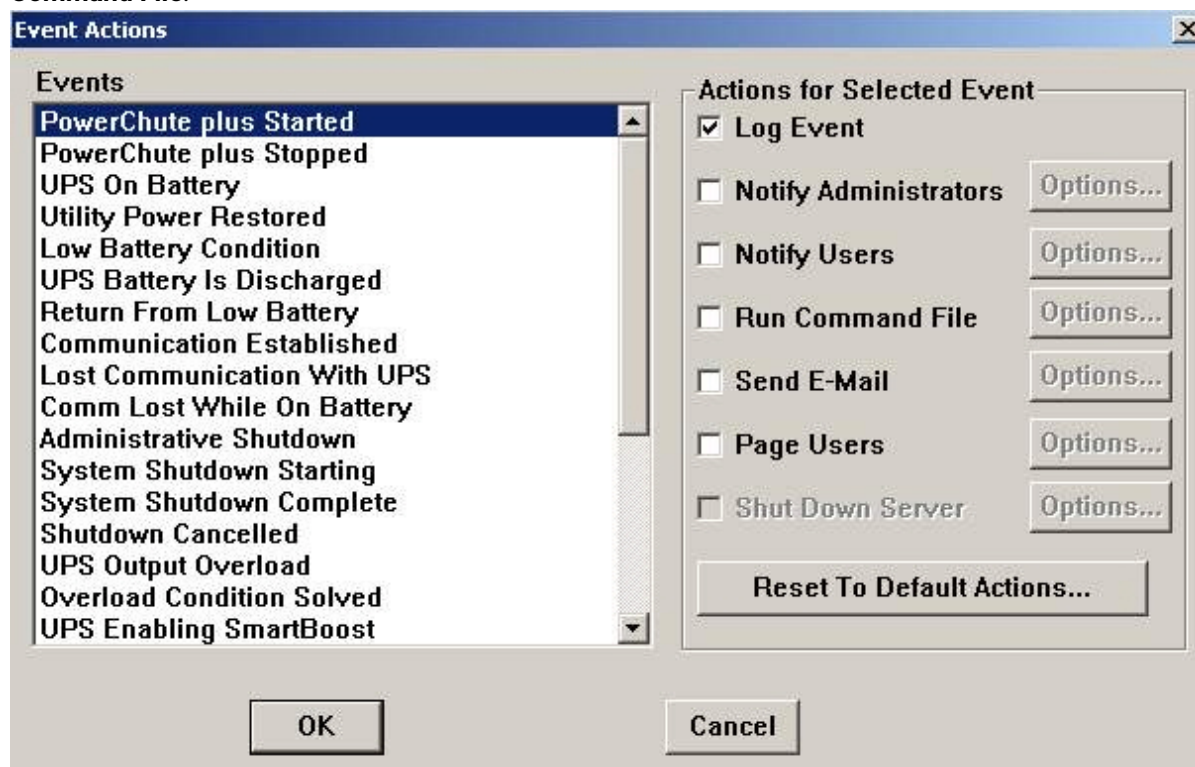 Command File.
Event Actions
Events
PowerChute plus Started
PowerChute plus Stopped
UPS On Battery
Utility Power Restored
Low Battery Condition
UPS Battery Is Discharged
Return From Low Battery
Communication Established
Lost Communication With UPS
Comm Lost While On Battery
Administrative Shutdown
System Shutdown Starting
System Shutdown Complete
Shutdown Cancelled
UPS Output Overload
Overload Condition Solved
UPS Enabling SmartBoost
Actions for Selected Event
Log Event
Notify Administrators Options...
Notify Users Options...
Run Command File Options...
Send E-Mail Options...
Page Users Options...
Shut Down Server Options...
Reset To Default Actions...
OK
Cancel